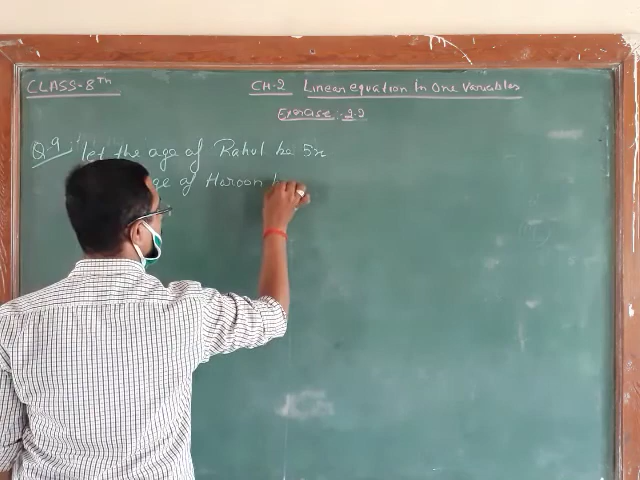 CLASS-8Th
CH-2 Linear equation In One Variables
Exercise :- 2.2
Q.9. let the age of Rahul be 5x
age of Haroon